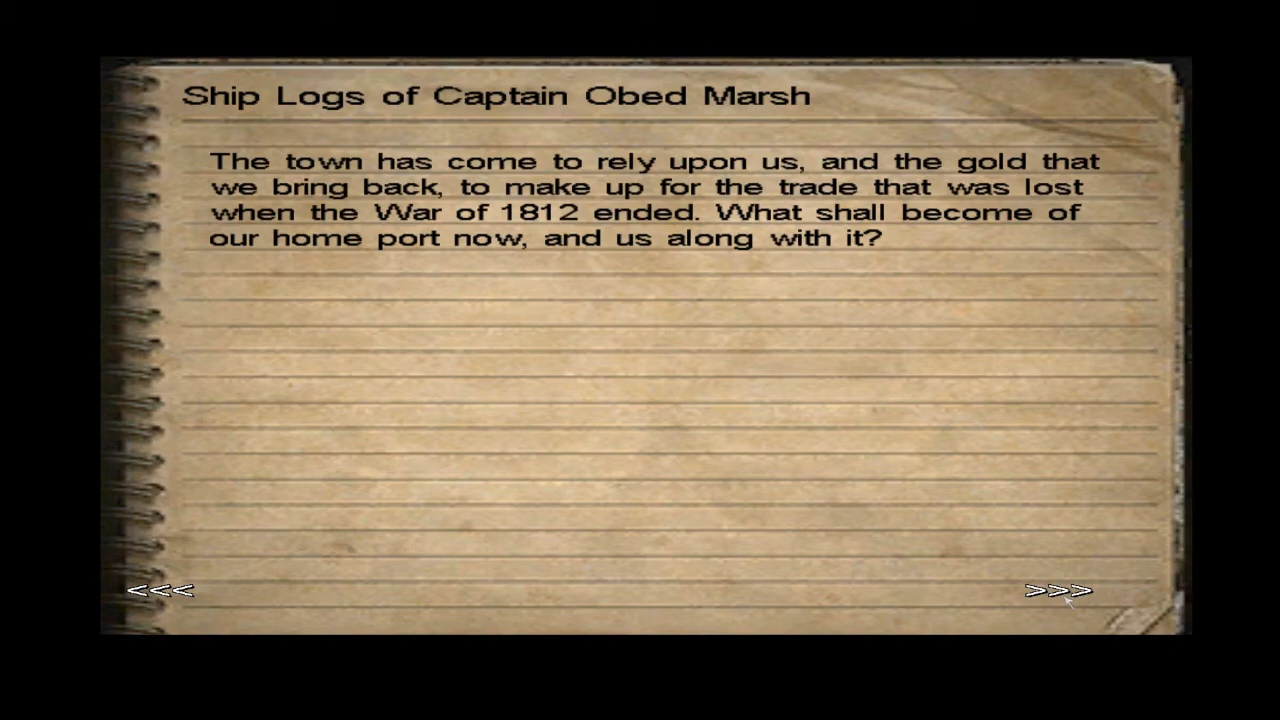 Ship Logs of Captain Obed Marsh
The town has come to rely upon us, and the gold that
we bring back, to make up for the trade that was lost
when the War of 1812 ended. What shall become of
our home port now, and us along with it?
<<< >>>